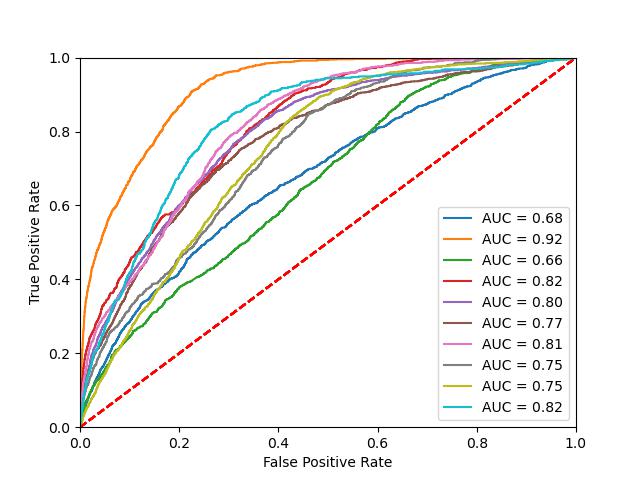 1.0
0.8
0.6
0.4
0.2
0.0
True Positive Rate
AUC = 0.68
AUC = 0.92
AUC = 0.66
AUC = 0.82
AUC = 0.80
AUC = 0.77
AUC = 0.81
AUC = 0.75
AUC = 0.75
AUC = 0.82
0.0 0.2 0.4 0.6 0.8 1.0
False Positive Rate